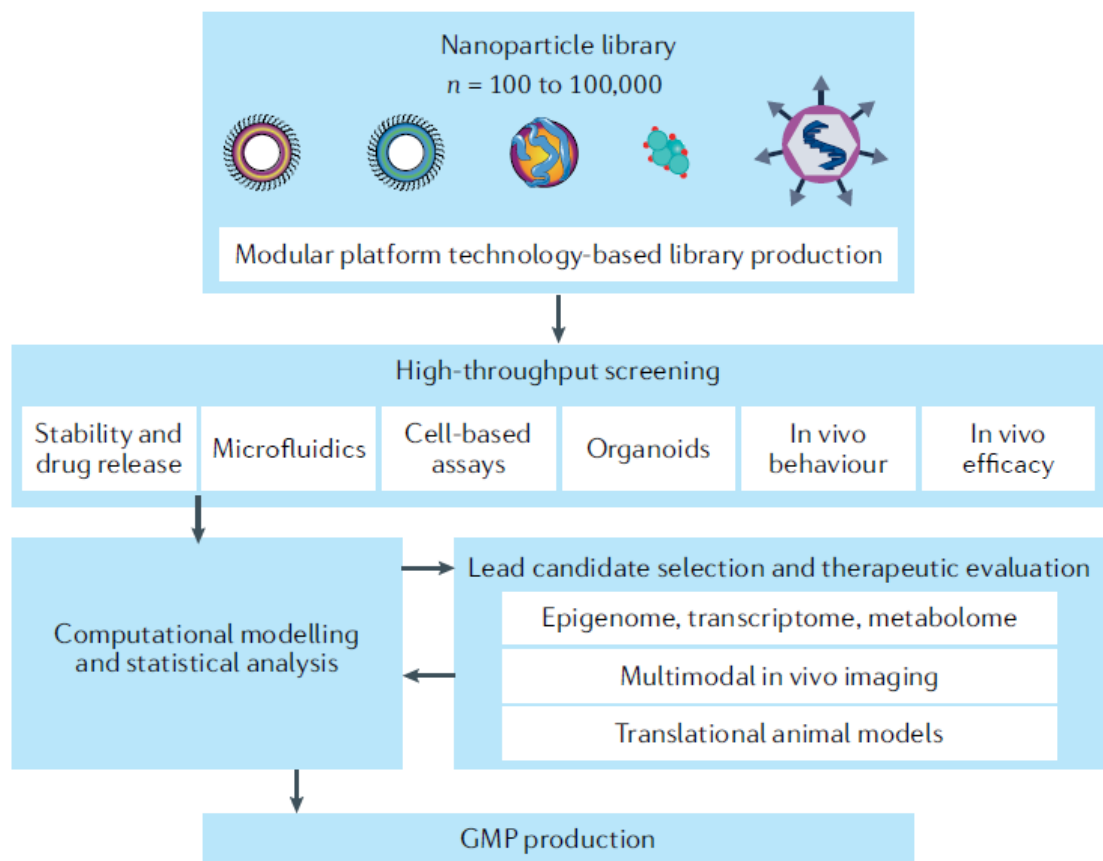 Nanoparticle library
n = 100 to 100,000
Modular platform technology-based library production
High-throughput screening
Stability and
drug release
Microfluidics
Cell-based
assays
Organoids
In vivo
behaviour
In vivo
efficacy
Computational modelling
and statistical analysis
Lead candidate selection and therapeutic evaluation
Epigenome, transcriptome, metabolome
Multimodal in vivo imaging
Translational animal models
GMP production